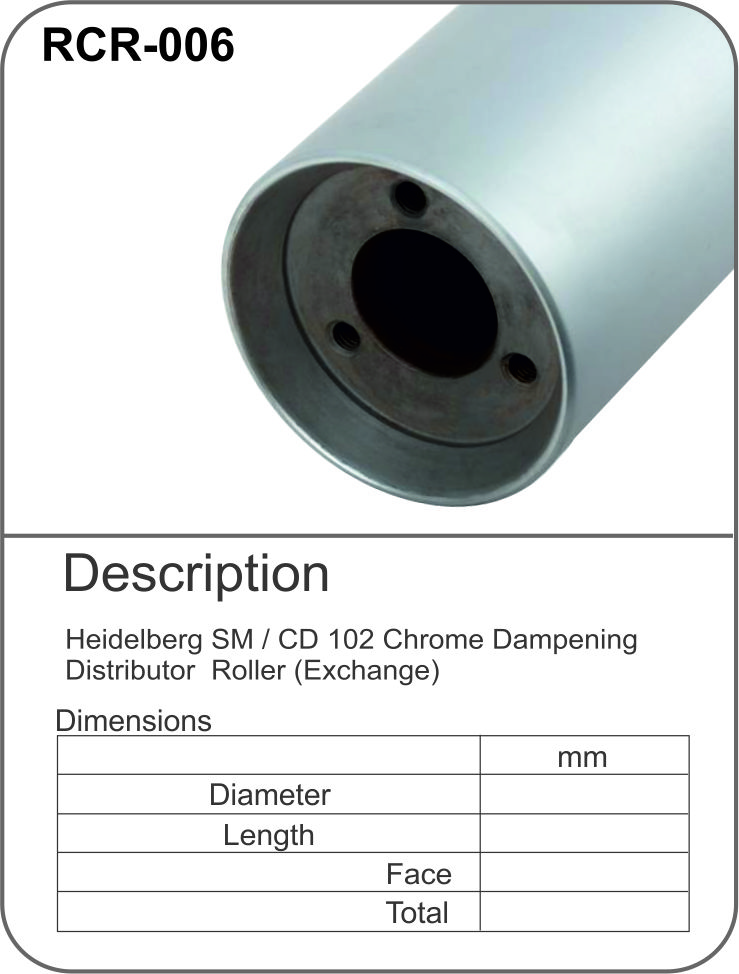 RCR-006
Description
Heidelberg SM / CD 102 Chrome Dampening
Distributor  Roller (Exchange)
Dimensions
mm
Diameter
Length
Face
Total